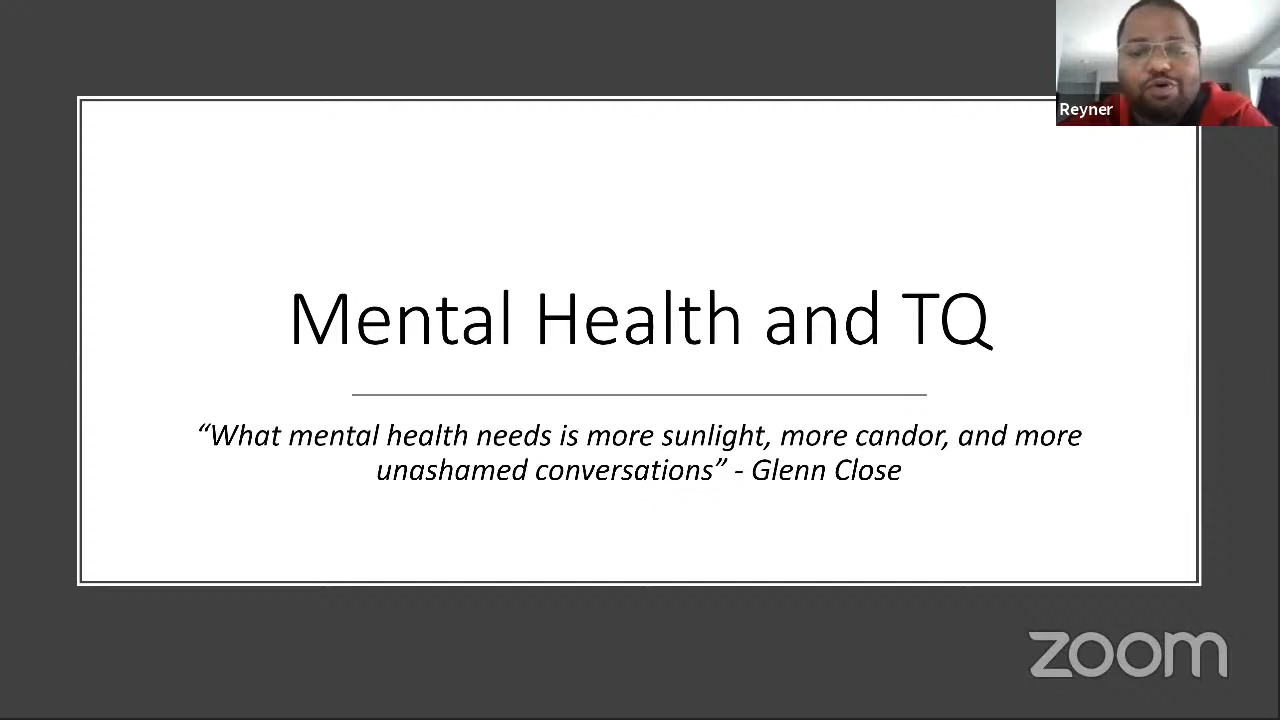 Reyner
Mental Health and TQ
“What mental health needs is more sunlight, more candor, and more
unashamed conversations” - Glenn Close
zoom